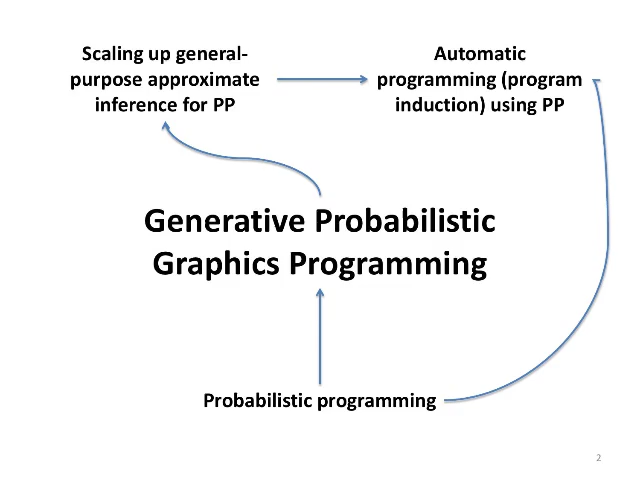 Scaling up general-
purpose approximate
inference for PP
Automatic
programming (program
induction) using PP
Generative Probabilistic
Graphics Programming
Probabilistic programming
2